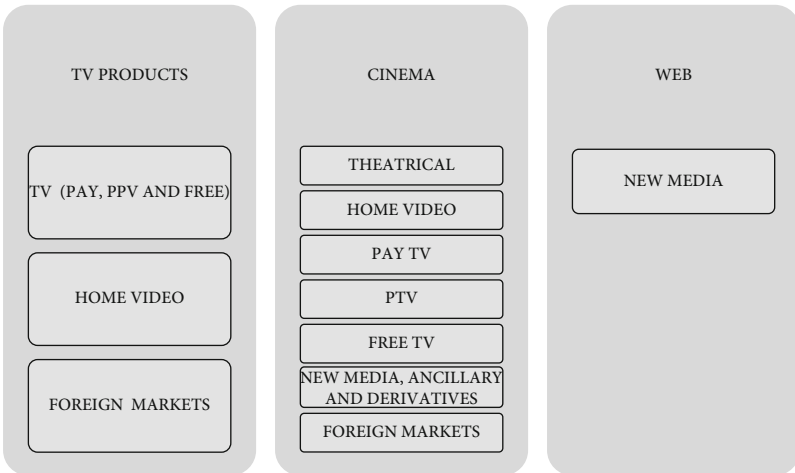 TV PRODUCTS
TV (PAY, PPV AND FREE)
HOME VIDEO
FOREIGN MARKETS
CINEMA
THEATRICAL
HOME VIDEO
PAY TV
PTV
FREE TV
NEW MEDIA, ANCILLARY
AND DERIVATIVES
FOREIGN MARKETS
WEB
NEW MEDIA